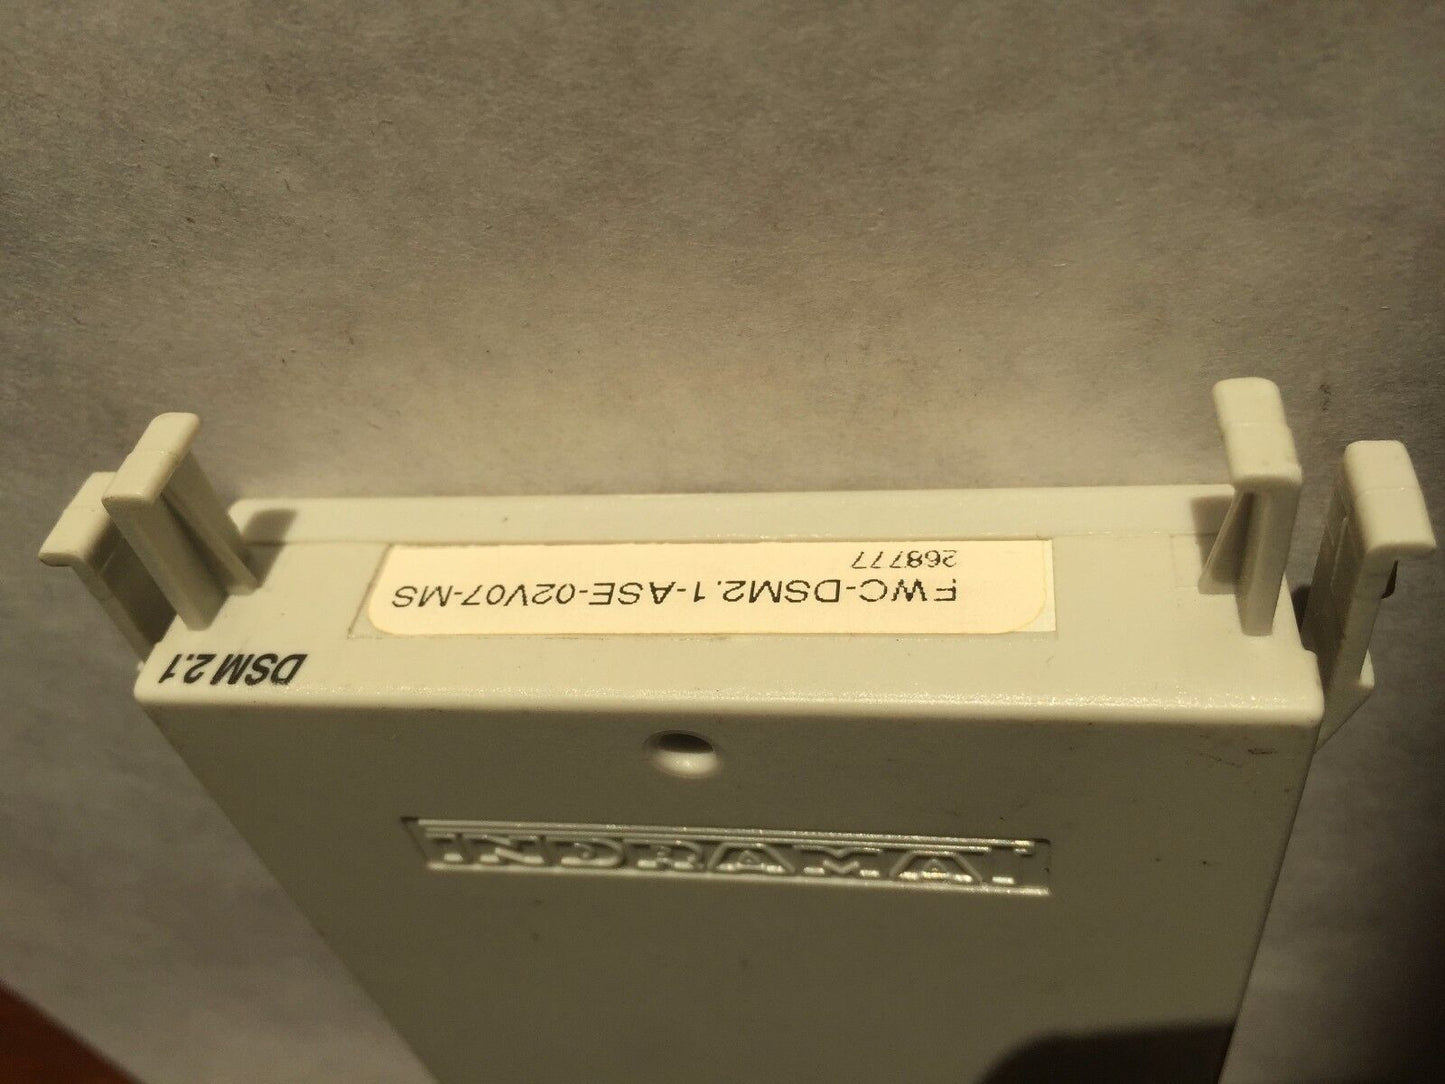 FWC-DSM2.1-ASE-02V07-MS
268777
DSM 2.1
INDRAMAT